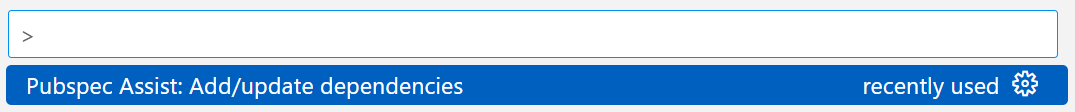 >
Pubspec Assist: Add/update dependencies recently used